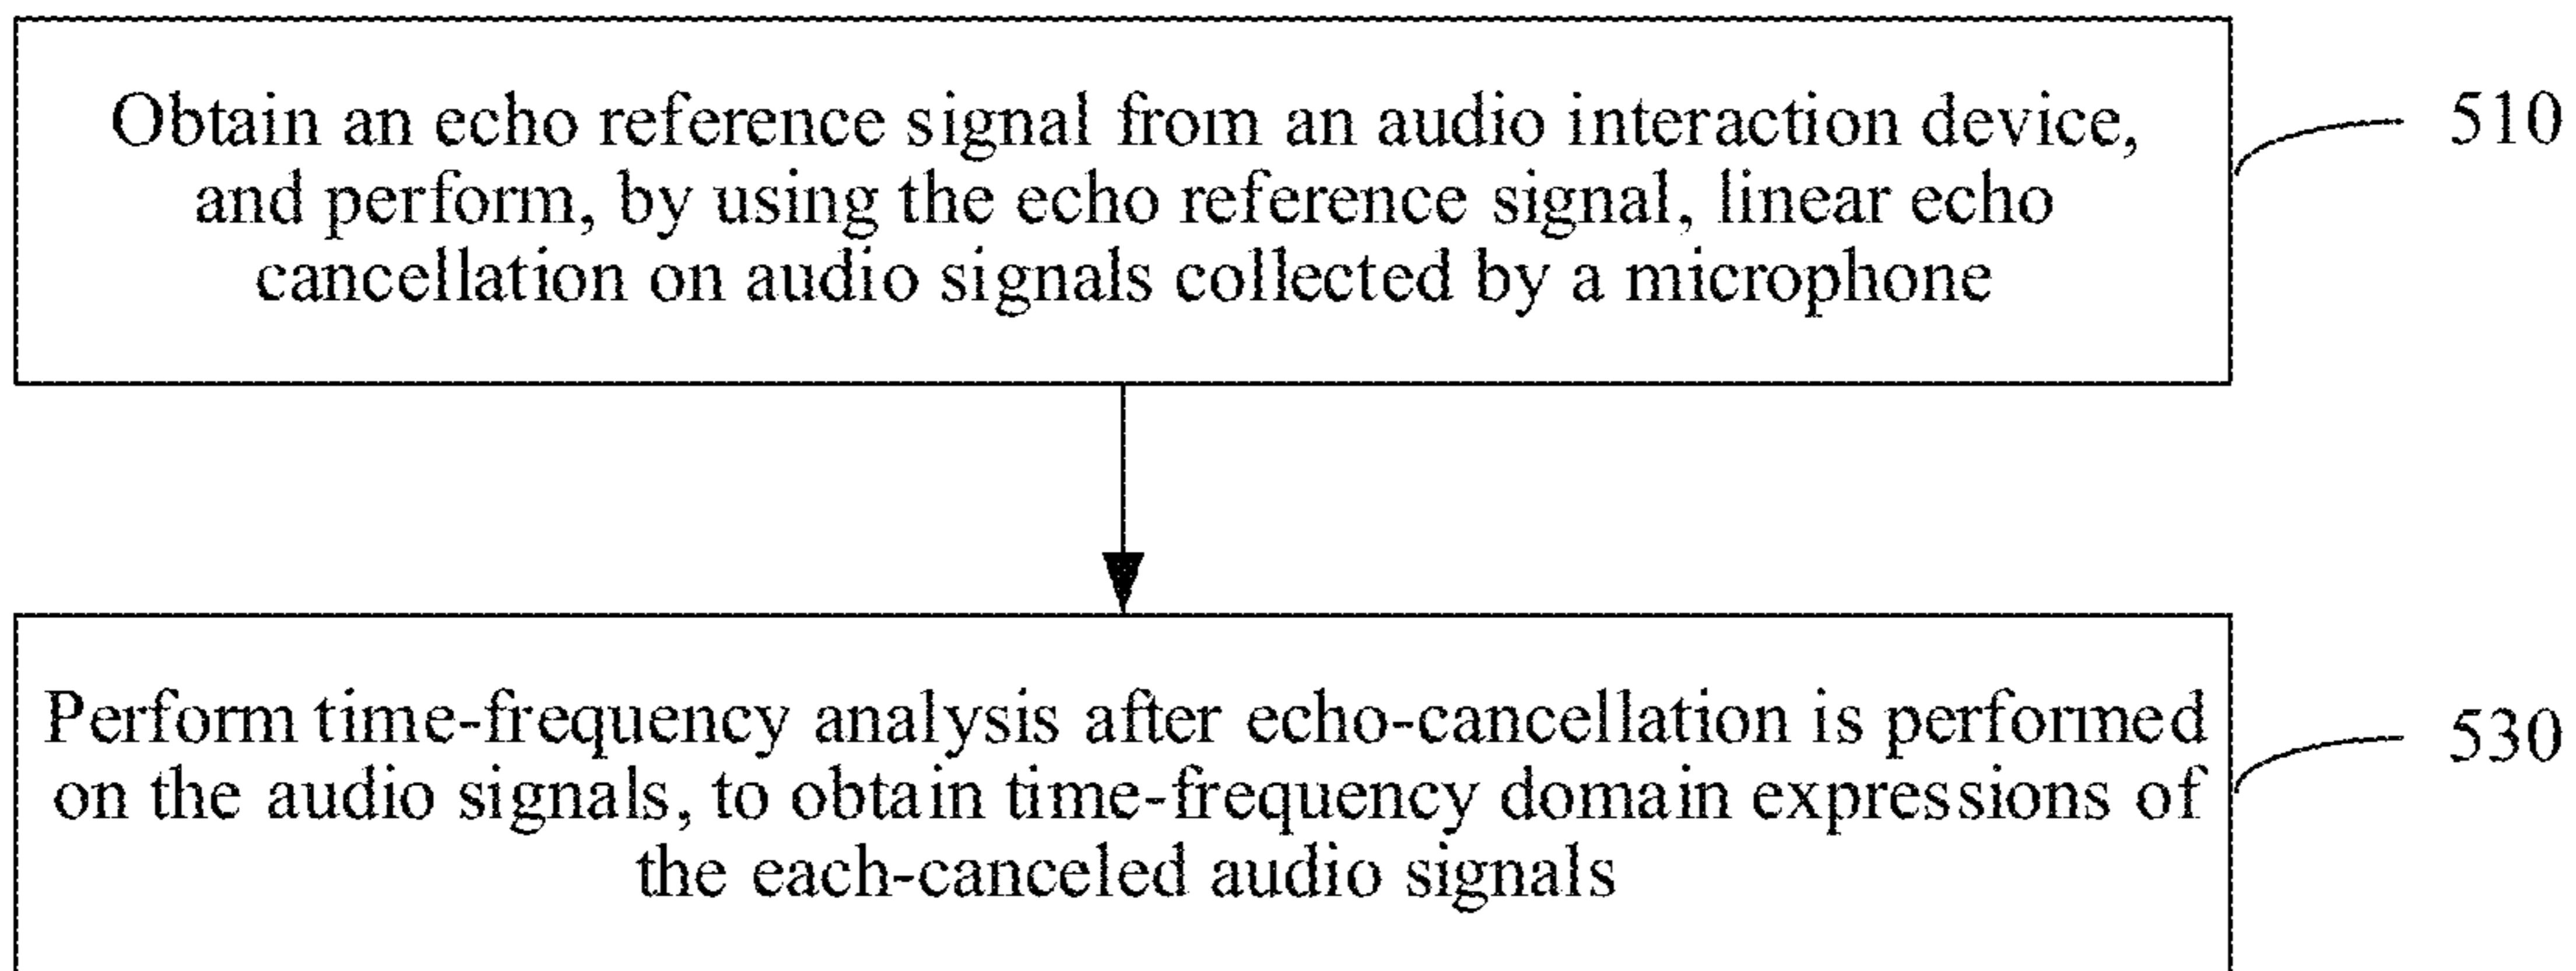 Obtain an echo reference signal from an audio interaction device,
and perform, by using the echo reference signal, linear echo
cancellation on audio signals collected by a microphone
510
Perform time-frequency analysis after echo-cancellation is performed
on the audio signals, to obtain time-frequency domain expressions of
the each-canceled audio signals
530